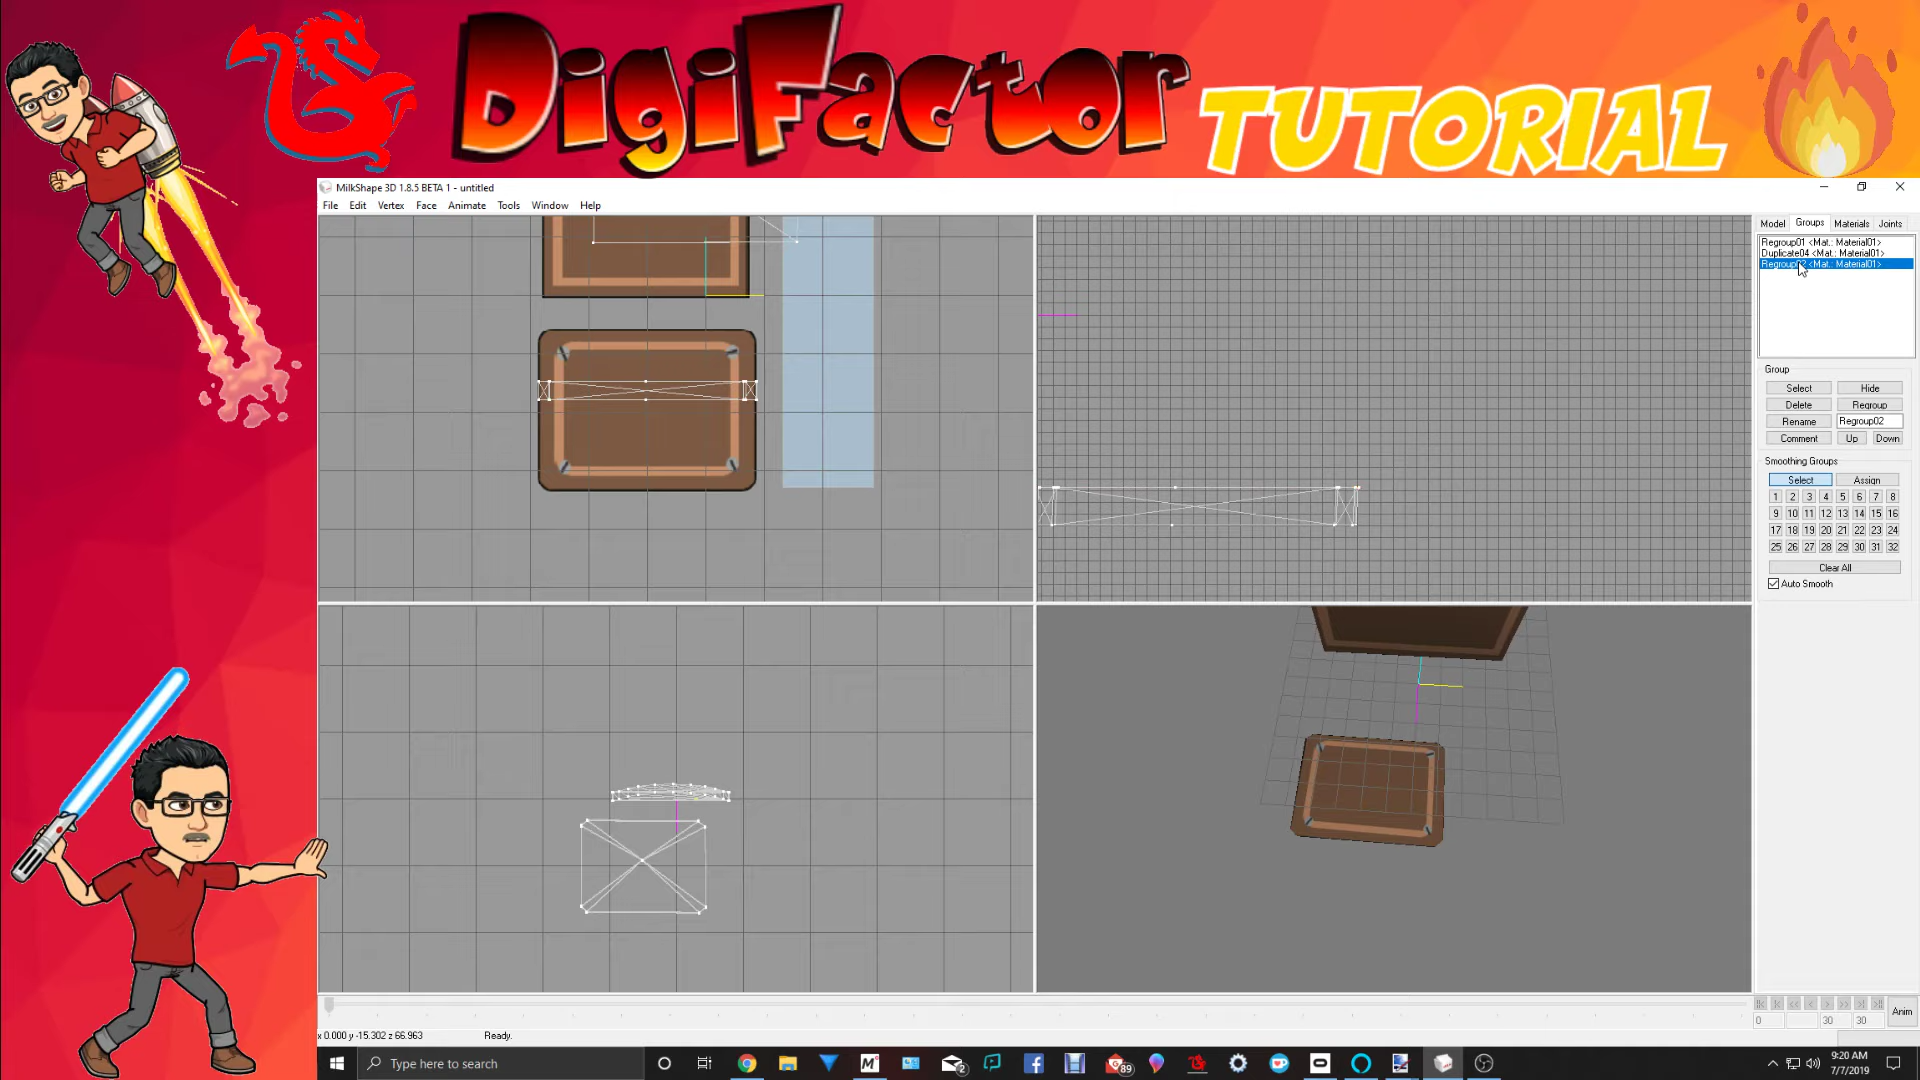 DigiFactor TUTORIAL
MilkShape 3D 1.8.5 BETA 1 - untitled
File Edit Vertex Face Animate Tools Window Help
Model Groups Materials Joints
Regroup01 <Mat.: Material01>
Duplicate04 <Mat.: Material01>
Regroup02 <Mat.: Material01>
Group
Select Hide
Delete Regroup
Rename Regroup02
Comment Up Down
Smoothing Groups
Select Assign
1 2 3 4 5 6 7 8
9 10 11 12 13 14 15 16
17 18 19 20 21 22 23 24
25 26 27 28 29 30 31 32
Clear All
Auto Smooth
Anim
0 30 30
x 0.000 y -15.302 z 66.963 Ready.
Type here to search
2
89
9:20 AM
7/7/2019